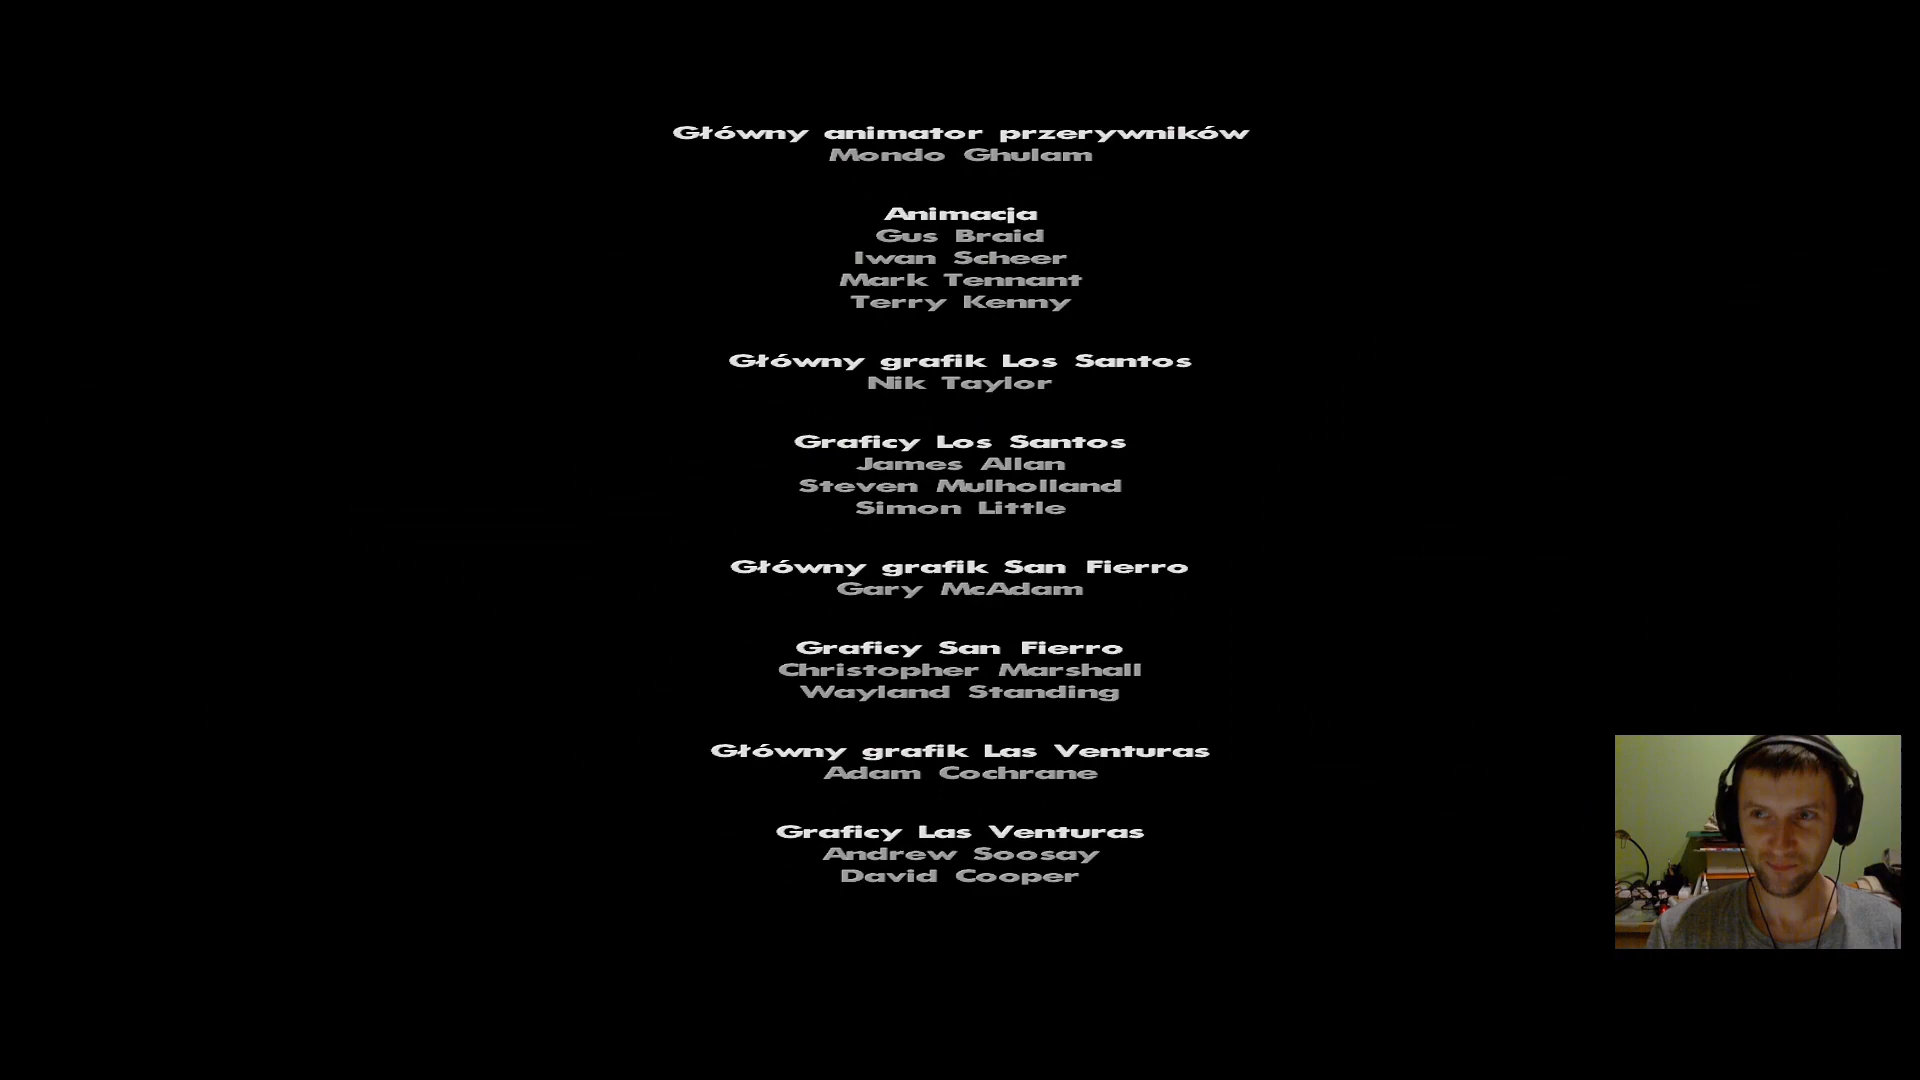 Główny animator przerywników
Mondo Ghulam
Animacja
Gus Braid
Iwan Scheer
Mark Tennant
Terry Kenny
Główny grafik Los Santos
Nik Taylor
Graficy Los Santos
James Allan
Steven Mulholland
Simon Little
Główny grafik San Fierro
Gary McAdam
Graficy San Fierro
Christopher Marshall
Wayland Standing
Główny grafik Las Venturas
Adam Cochrane
Graficy Las Venturas
Andrew Soosay
David Cooper